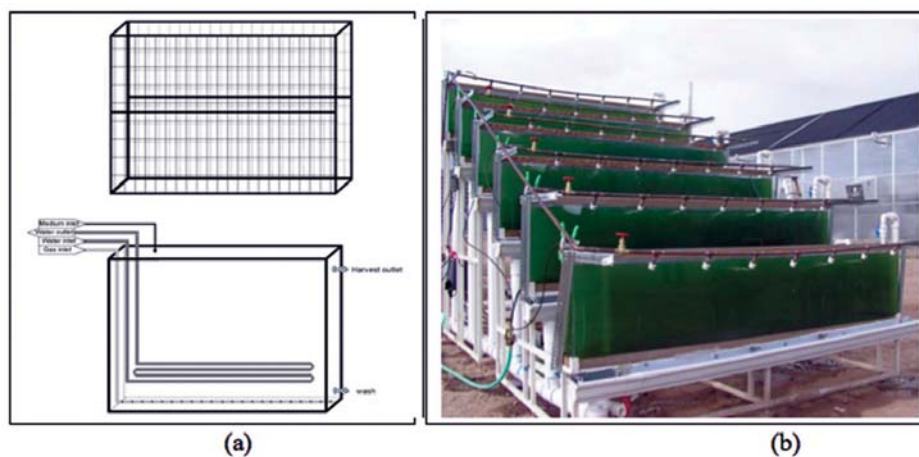 Medium inlet
Water outlet
Water inlet
Gas inlet
Harvest outlet
wash
(a)
(b)